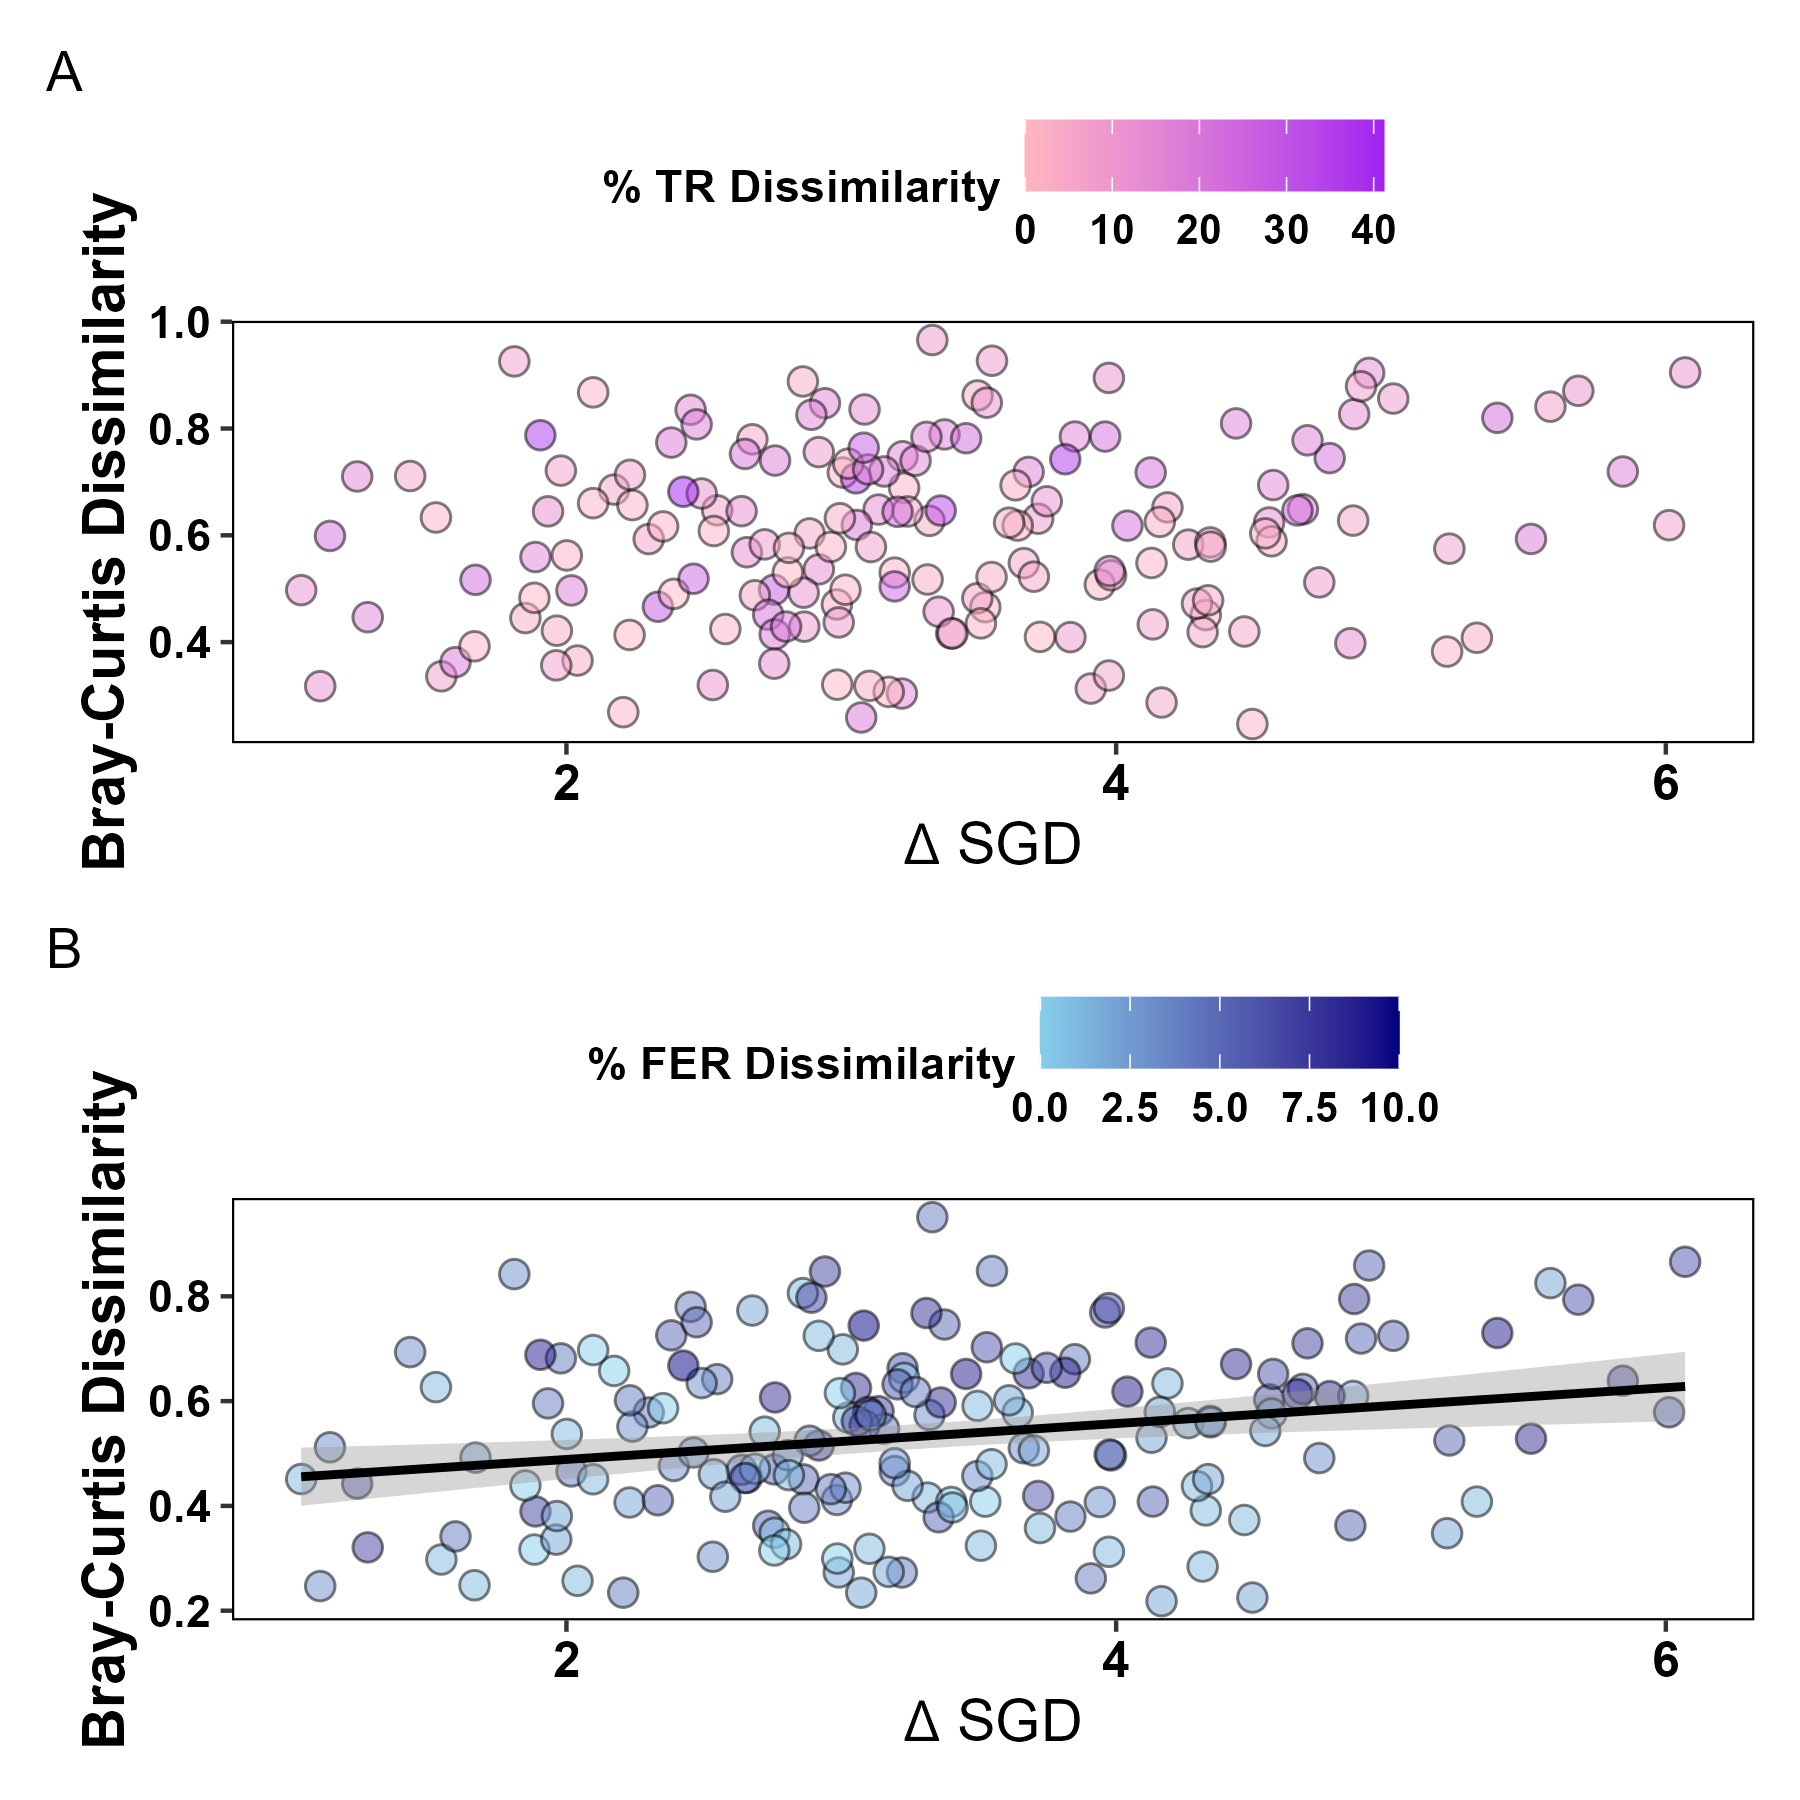 A
% TR Dissimilarity
0 10 20 30 40
Bray-Curtis Dissimilarity
1.0
0.8
0.6
0.4
2 4 6
Δ SGD
B
% FER Dissimilarity
0.0 2.5 5.0 7.5 10.0
Bray-Curtis Dissimilarity
0.8
0.6
0.4
0.2
2 4 6
Δ SGD